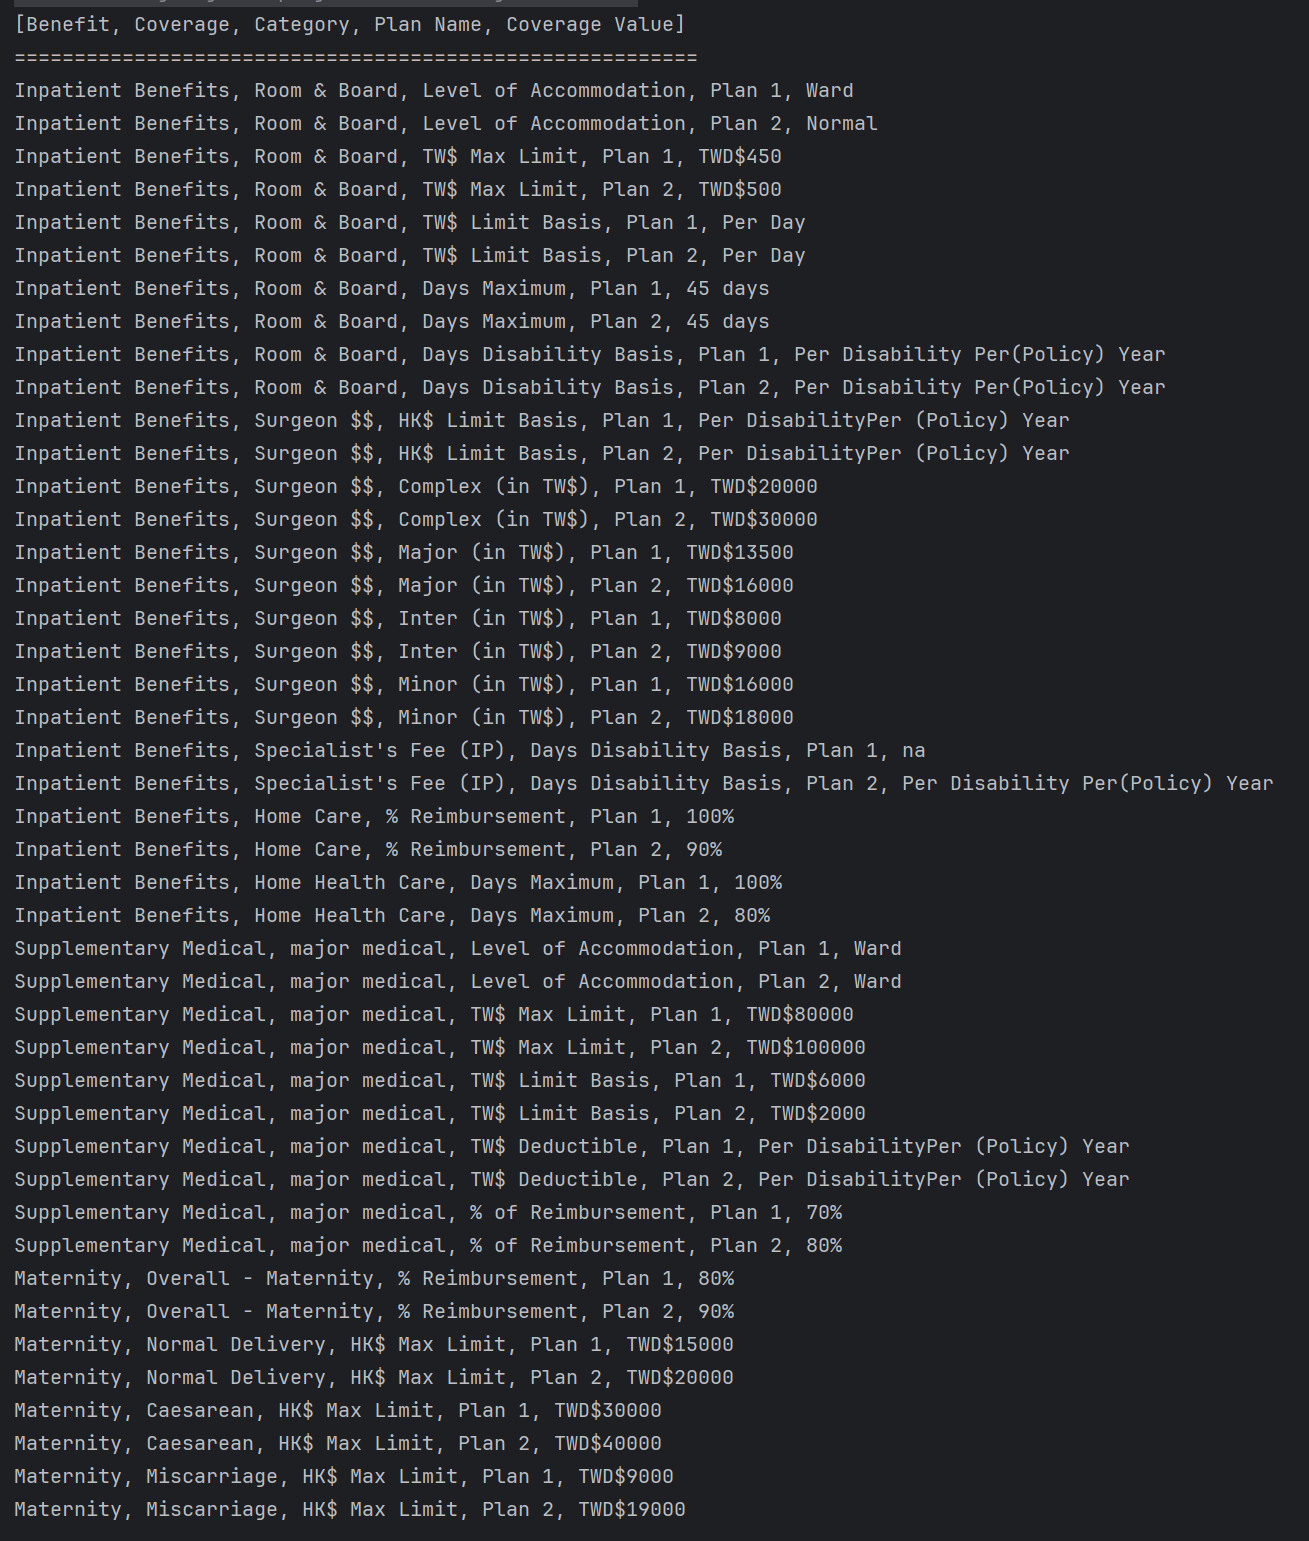 [Benefit, Coverage, Category, Plan Name, Coverage Value]
=========================================================
Inpatient Benefits, Room & Board, Level of Accommodation, Plan 1, Ward
Inpatient Benefits, Room & Board, Level of Accommodation, Plan 2, Normal
Inpatient Benefits, Room & Board, TW$ Max Limit, Plan 1, TWD$450
Inpatient Benefits, Room & Board, TW$ Max Limit, Plan 2, TWD$500
Inpatient Benefits, Room & Board, TW$ Limit Basis, Plan 1, Per Day
Inpatient Benefits, Room & Board, TW$ Limit Basis, Plan 2, Per Day
Inpatient Benefits, Room & Board, Days Maximum, Plan 1, 45 days
Inpatient Benefits, Room & Board, Days Maximum, Plan 2, 45 days
Inpatient Benefits, Room & Board, Days Disability Basis, Plan 1, Per Disability Per(Policy) Year
Inpatient Benefits, Room & Board, Days Disability Basis, Plan 2, Per Disability Per(Policy) Year
Inpatient Benefits, Surgeon $$, HK$ Limit Basis, Plan 1, Per DisabilityPer (Policy) Year
Inpatient Benefits, Surgeon $$, HK$ Limit Basis, Plan 2, Per DisabilityPer (Policy) Year
Inpatient Benefits, Surgeon $$, Complex (in TW$), Plan 1, TWD$20000
Inpatient Benefits, Surgeon $$, Complex (in TW$), Plan 2, TWD$30000
Inpatient Benefits, Surgeon $$, Major (in TW$), Plan 1, TWD$13500
Inpatient Benefits, Surgeon $$, Major (in TW$), Plan 2, TWD$16000
Inpatient Benefits, Surgeon $$, Inter (in TW$), Plan 1, TWD$8000
Inpatient Benefits, Surgeon $$, Inter (in TW$), Plan 2, TWD$9000
Inpatient Benefits, Surgeon $$, Minor (in TW$), Plan 1, TWD$16000
Inpatient Benefits, Surgeon $$, Minor (in TW$), Plan 2, TWD$18000
Inpatient Benefits, Specialist's Fee (IP), Days Disability Basis, Plan 1, na
Inpatient Benefits, Specialist's Fee (IP), Days Disability Basis, Plan 2, Per Disability Per(Policy) Year
Inpatient Benefits, Home Care, % Reimbursement, Plan 1, 100%
Inpatient Benefits, Home Care, % Reimbursement, Plan 2, 90%
Inpatient Benefits, Home Health Care, Days Maximum, Plan 1, 100%
Inpatient Benefits, Home Health Care, Days Maximum, Plan 2, 80%
Supplementary Medical, major medical, Level of Accommodation, Plan 1, Ward
Supplementary Medical, major medical, Level of Accommodation, Plan 2, Ward
Supplementary Medical, major medical, TW$ Max Limit, Plan 1, TWD$80000
Supplementary Medical, major medical, TW$ Max Limit, Plan 2, TWD$100000
Supplementary Medical, major medical, TW$ Limit Basis, Plan 1, TWD$6000
Supplementary Medical, major medical, TW$ Limit Basis, Plan 2, TWD$2000
Supplementary Medical, major medical, TW$ Deductible, Plan 1, Per DisabilityPer (Policy) Year
Supplementary Medical, major medical, TW$ Deductible, Plan 2, Per DisabilityPer (Policy) Year
Supplementary Medical, major medical, % of Reimbursement, Plan 1, 70%
Supplementary Medical, major medical, % of Reimbursement, Plan 2, 80%
Maternity, Overall - Maternity, % Reimbursement, Plan 1, 80%
Maternity, Overall - Maternity, % Reimbursement, Plan 2, 90%
Maternity, Normal Delivery, HK$ Max Limit, Plan 1, TWD$15000
Maternity, Normal Delivery, HK$ Max Limit, Plan 2, TWD$20000
Maternity, Caesarean, HK$ Max Limit, Plan 1, TWD$30000
Maternity, Caesarean, HK$ Max Limit, Plan 2, TWD$40000
Maternity, Miscarriage, HK$ Max Limit, Plan 1, TWD$9000
Maternity, Miscarriage, HK$ Max Limit, Plan 2, TWD$19000